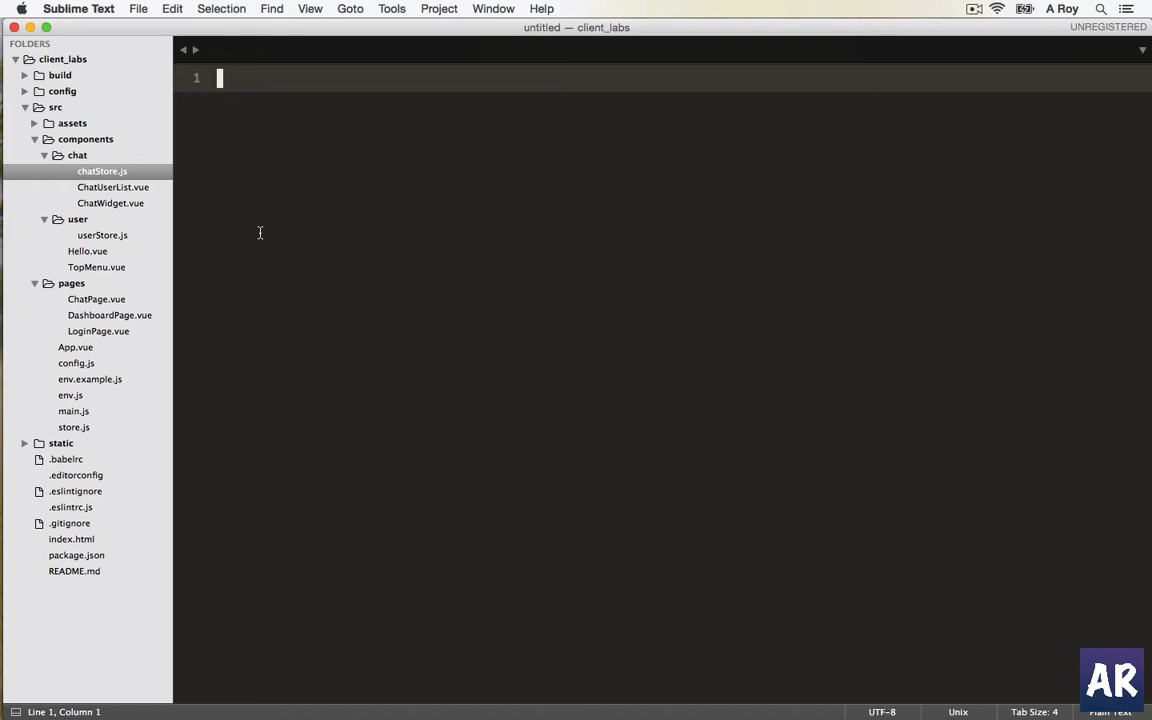 Sublime Text File Edit Selection Find View Goto Tools Project Window Help A Roy
untitled — client_labs UNREGISTERED
FOLDERS
client_labs
build
config
src
assets
components
chat
chatStore.js
ChatUserList.vue
ChatWidget.vue
user
userStore.js
Hello.vue
TopMenu.vue
pages
ChatPage.vue
DashboardPage.vue
LoginPage.vue
App.vue
config.js
env.example.js
env.js
main.js
store.js
static
.babelrc
.editorconfig
.eslintignore
.eslintrc.js
.gitignore
index.html
package.json
README.md
1
AR
Line 1, Column 1 UTF-8 Unix Tab Size: 4 Plain Text